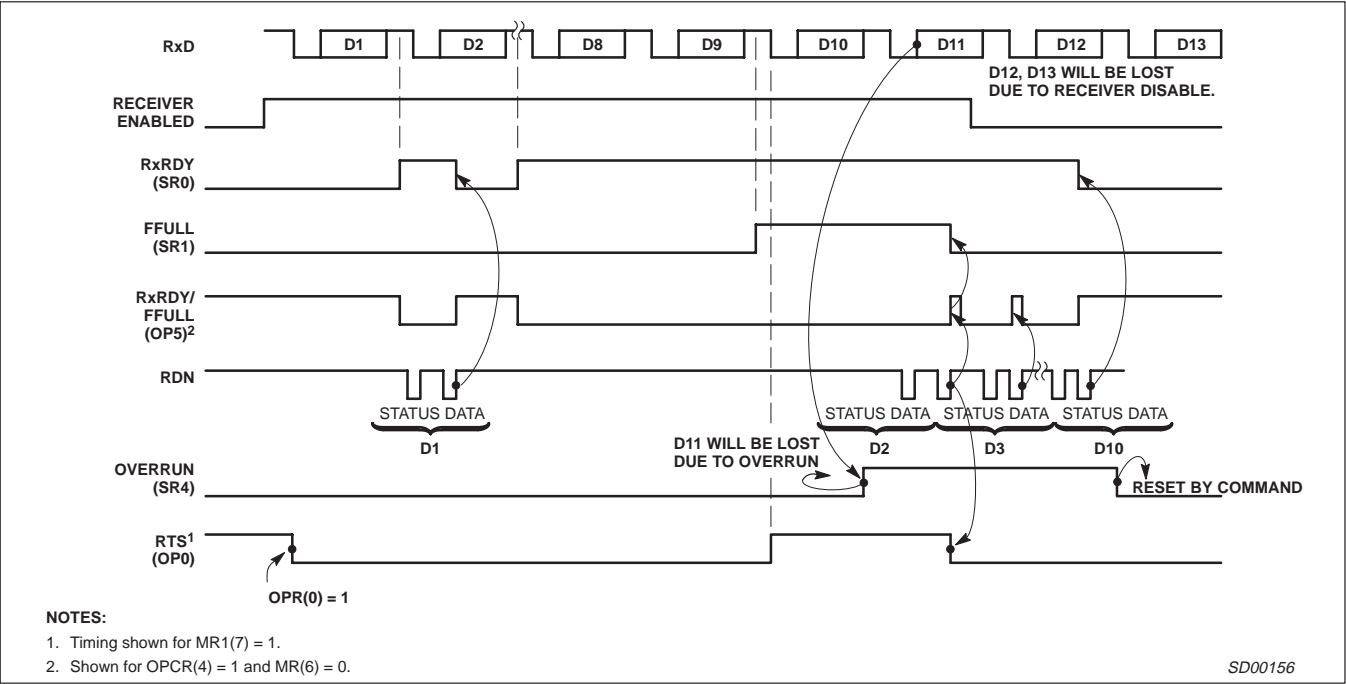 RxD
D1
D2
D8
D9
D10
D11
D12
D13
D12, D13 WILL BE LOST
DUE TO RECEIVER DISABLE.
RECEIVER
ENABLED
RxRDY
(SR0)
FFULL
(SR1)
RxRDY/
FFULL
(OP5)2
RDN
STATUS DATA
STATUS DATA
STATUS DATA
STATUS DATA
D1
D2
D3
D10
D11 WILL BE LOST
DUE TO OVERRUN
OVERRUN
(SR4)
RESET BY COMMAND
RTS1
(OP0)
OPR(0) = 1
NOTES:
1. Timing shown for MR1(7) = 1.
2. Shown for OPCR(4) = 1 and MR(6) = 0.
SD00156